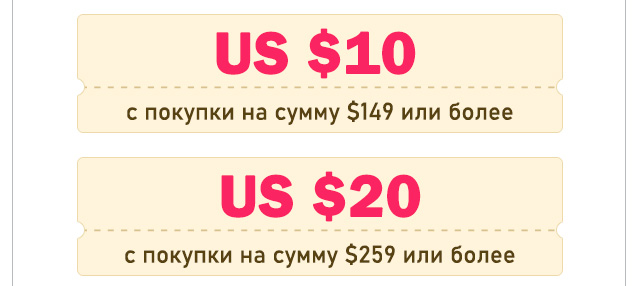 US $10
с покупки на сумму $149 или более
US $20
с покупки на сумму $259 или более